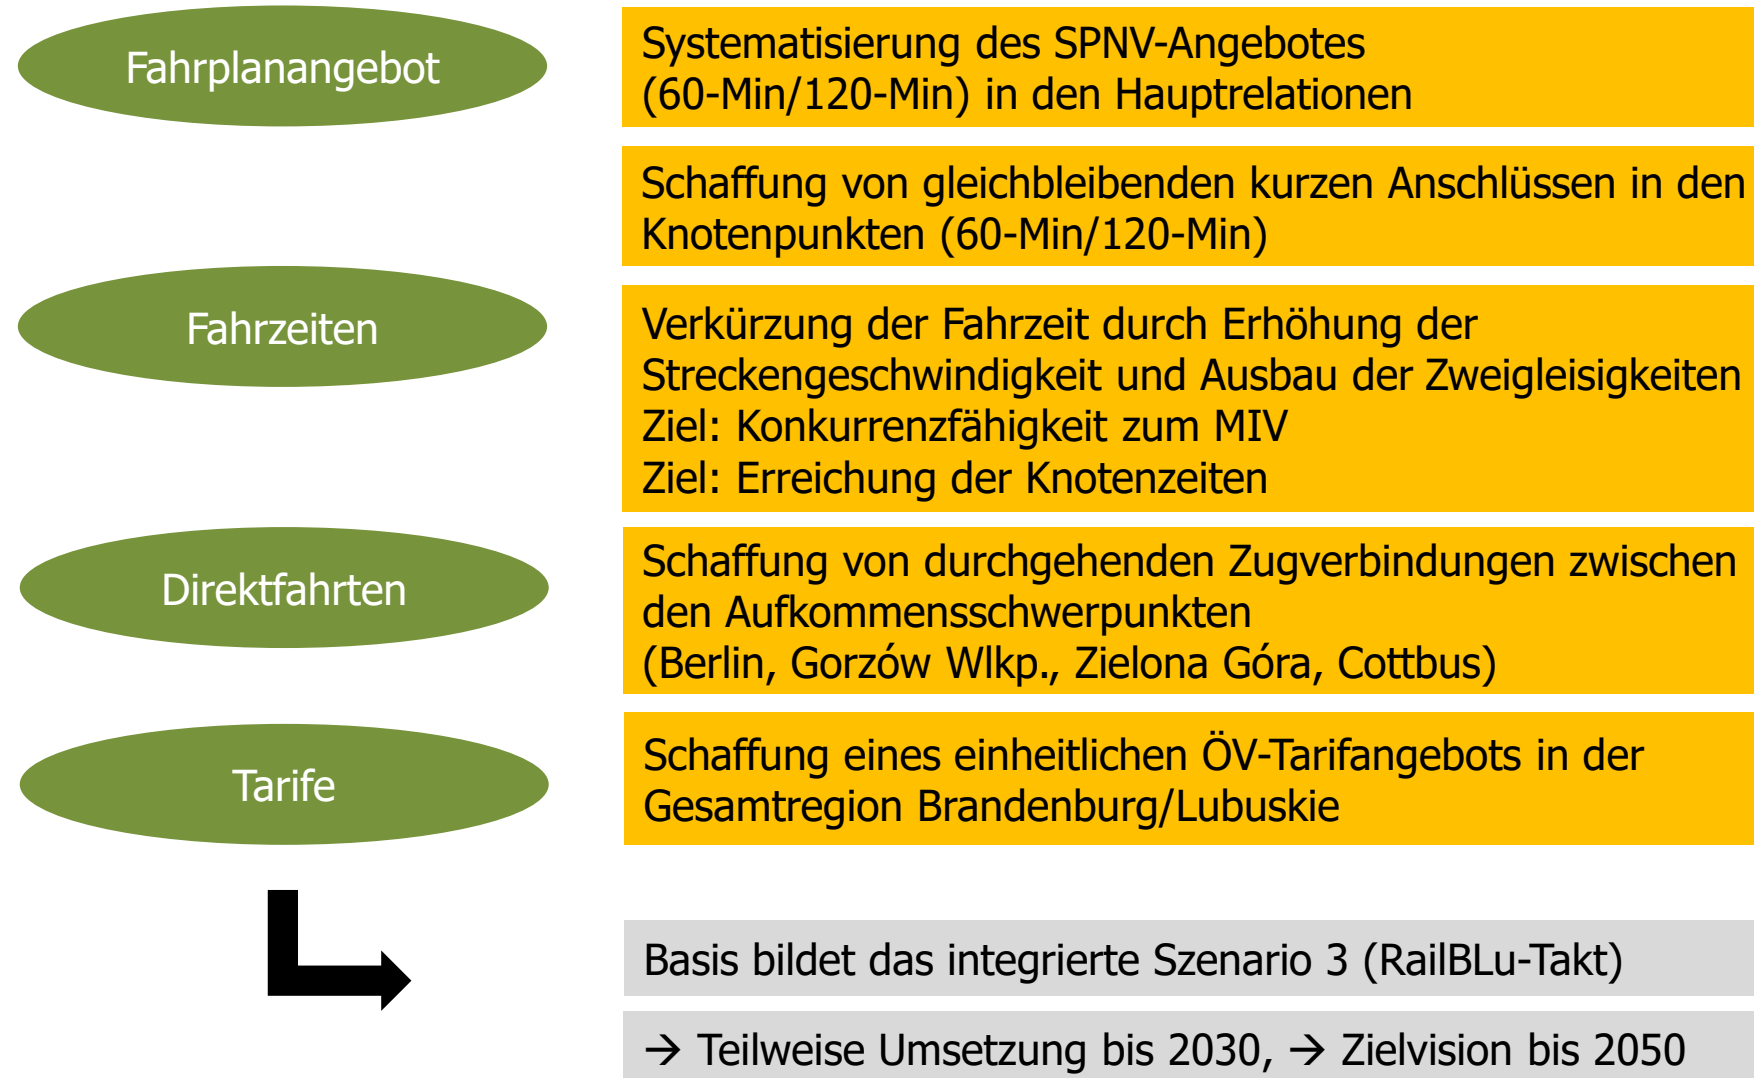 Fahrplanangebot
Systematisierung des SPNV-Angebotes
(60-Min/120-Min) in den Hauptrelationen
Schaffung von gleichbleibenden kurzen Anschlüssen in den
Knotenpunkten (60-Min/120-Min)
Fahrzeiten
Verkürzung der Fahrzeit durch Erhöhung der
Streckengeschwindigkeit und Ausbau der Zweigleisigkeiten
Ziel: Konkurrenzfähigkeit zum MIV
Ziel: Erreichung der Knotenzeiten
Direktfahrten
Schaffung von durchgehenden Zugverbindungen zwischen
den Aufkommensschwerpunkten
(Berlin, Gorzów Wlkp., Zielona Góra, Cottbus)
Tarife
Schaffung eines einheitlichen ÖV-Tarifangebots in der
Gesamtregion Brandenburg/Lubuskie
Basis bildet das integrierte Szenario 3 (RailBLu-Takt)
→ Teilweise Umsetzung bis 2030, → Zielvision bis 2050